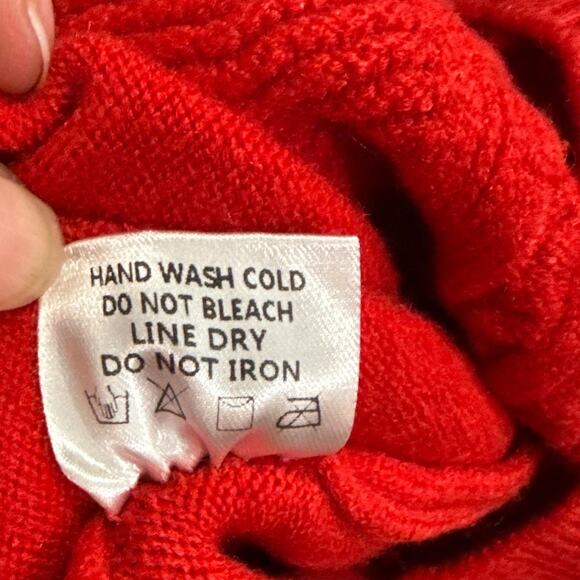 HAND WASH COLD
DO NOT BLEACH
LINE DRY
DO NOT IRON